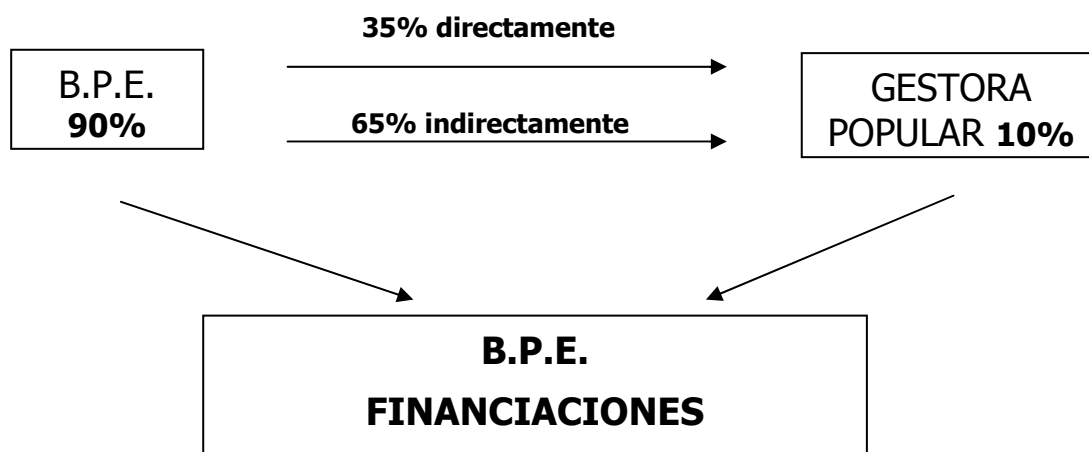 35% directamente
B.P.E.
90%
65% indirectamente
GESTORA
POPULAR 10%
B.P.E.
FINANCIACIONES